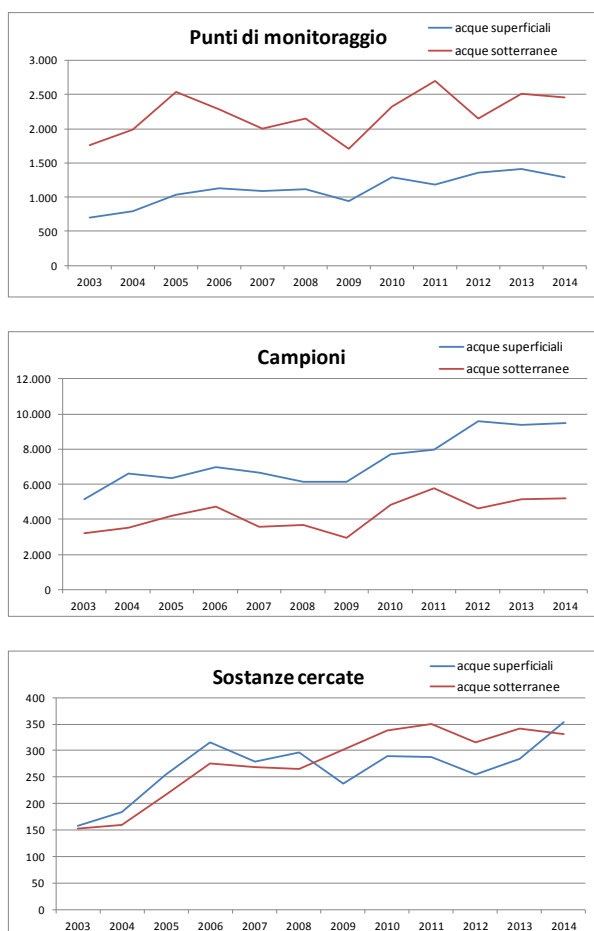 Punti di monitoraggio
acque superficiali
acque sotterranee
3.000
2.500
2.000
1.500
1.000
500
0
2003 2004 2005 2006 2007 2008 2009 2010 2011 2012 2013 2014
Campioni
acque superficiali
acque sotterranee
12.000
10.000
8.000
6.000
4.000
2.000
0
2003 2004 2005 2006 2007 2008 2009 2010 2011 2012 2013 2014
Sostanze cercate
acque superficiali
acque sotterranee
400
350
300
250
200
150
100
50
0
2003 2004 2005 2006 2007 2008 2009 2010 2011 2012 2013 2014